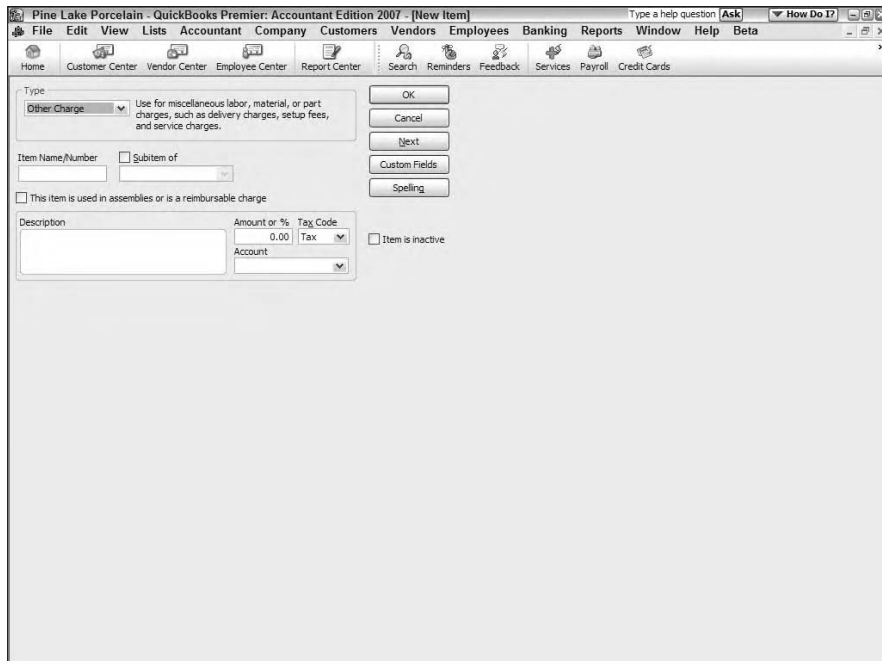 Pine Lake Porcelain - QuickBooks Premier: Accountant Edition 2007 - [New Item]
Type a help question Ask
How Do I?
File Edit View Lists Accountant Company Customers Vendors Employees Banking Reports Window Help Beta
Home Customer Center Vendor Center Employee Center Report Center Search Reminders Feedback Services Payroll Credit Cards
Type
Other Charge
Use for miscellaneous labor, material, or part
charges, such as delivery charges, setup fees,
and service charges.
OK
Cancel
Next
Custom Fields
Spelling
Item Name/Number
Subitem of
This item is used in assemblies or is a reimbursable charge
Description
Amount or %
Tax Code
0.00
Tax
Account
Item is inactive